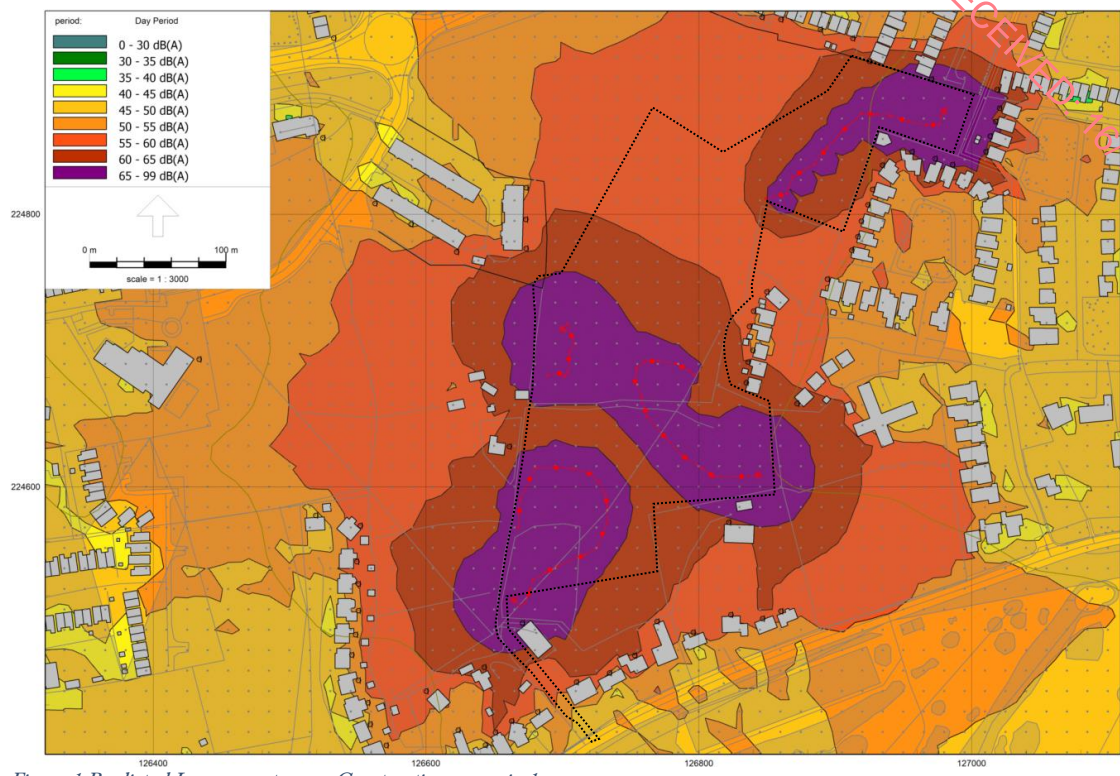 period: Day Period
0 - 30 dB(A)
30 - 35 dB(A)
35 - 40 dB(A)
40 - 45 dB(A)
45 - 50 dB(A)
50 - 55 dB(A)
55 - 60 dB(A)
60 - 65 dB(A)
65 - 99 dB(A)
0 m 100 m
scale = 1 : 3000
224800
224600
126400 126600 126800 127000